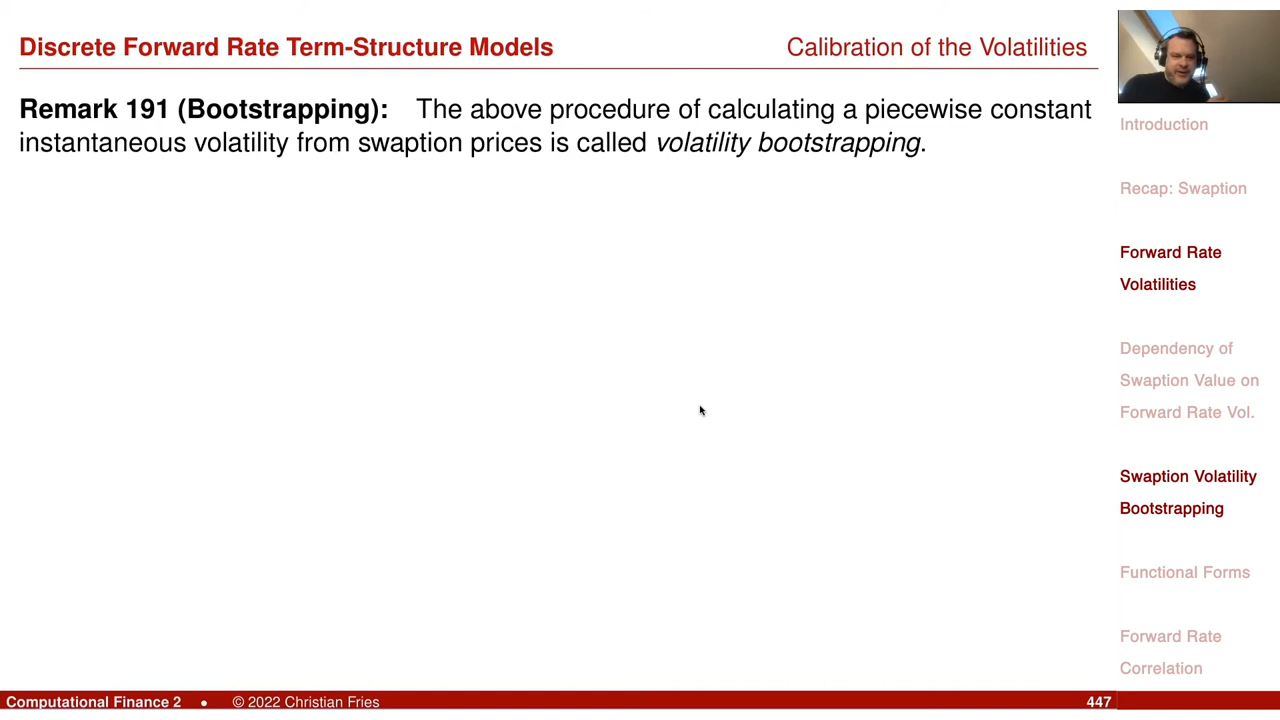 Discrete Forward Rate Term-Structure Models
Calibration of the Volatilities
Remark 191 (Bootstrapping): The above procedure of calculating a piecewise constant
instantaneous volatility from swaption prices is called volatility bootstrapping.
Introduction
Recap: Swaption
Forward Rate
Volatilities
Dependency of
Swaption Value on
Forward Rate Vol.
Swaption Volatility
Bootstrapping
Functional Forms
Forward Rate
Correlation
Computational Finance 2 • © 2022 Christian Fries
447